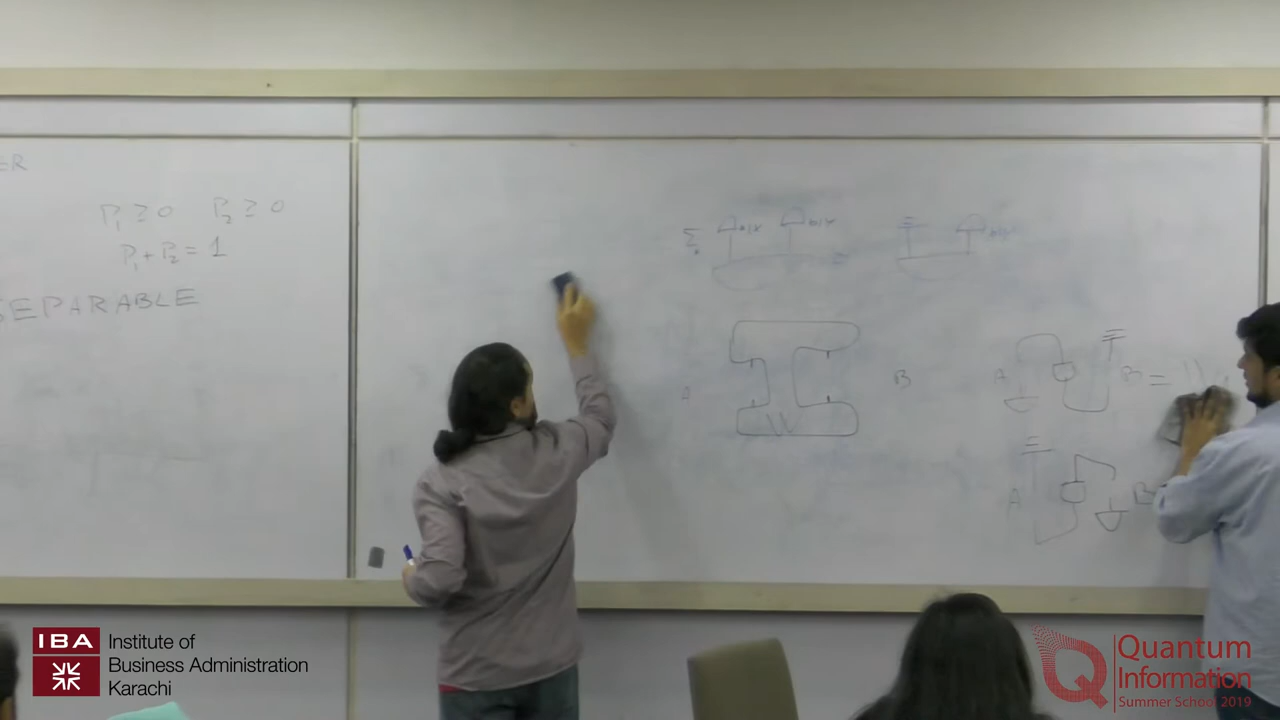 ER
P₁ ≥ 0 P₂ ≥ 0
P₁ + P₂ = 1
SEPARABLE
Σ
=
A B
A B =
A B
IBA
Institute of
Business Administration
Karachi
Quantum
Information
Summer School 2019